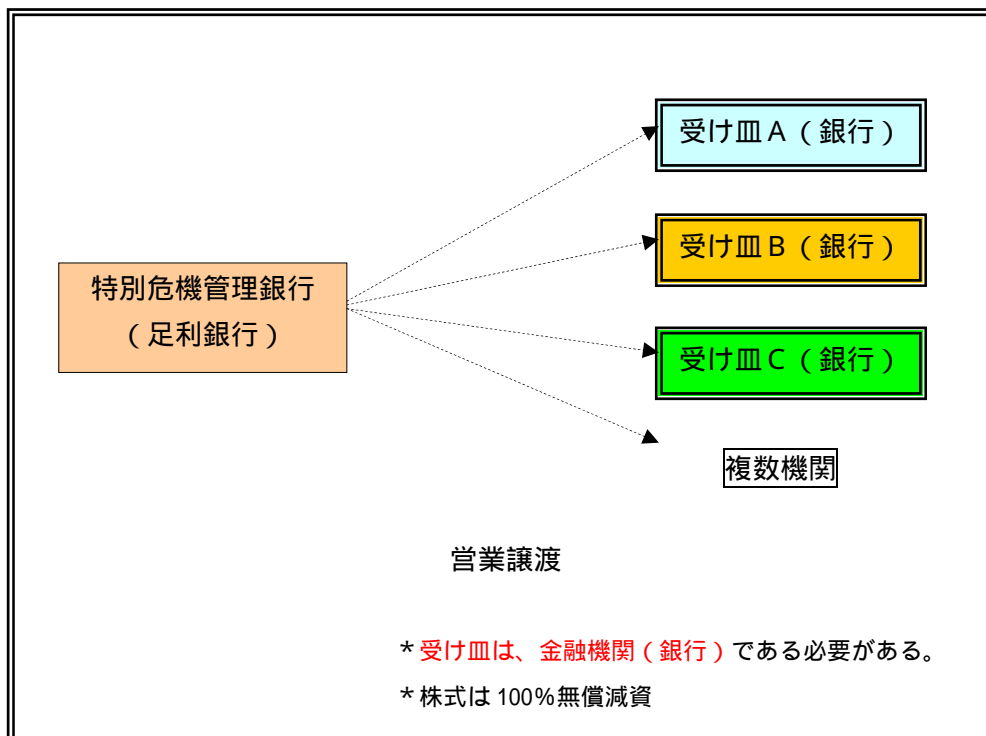 受け皿A（銀行）
受け皿B（銀行）
特別危機管理銀行
（足利銀行）
受け皿C（銀行）
複数機関
営業譲渡
*受け皿は、金融機関（銀行）である必要がある。
*株式は100%無償減資